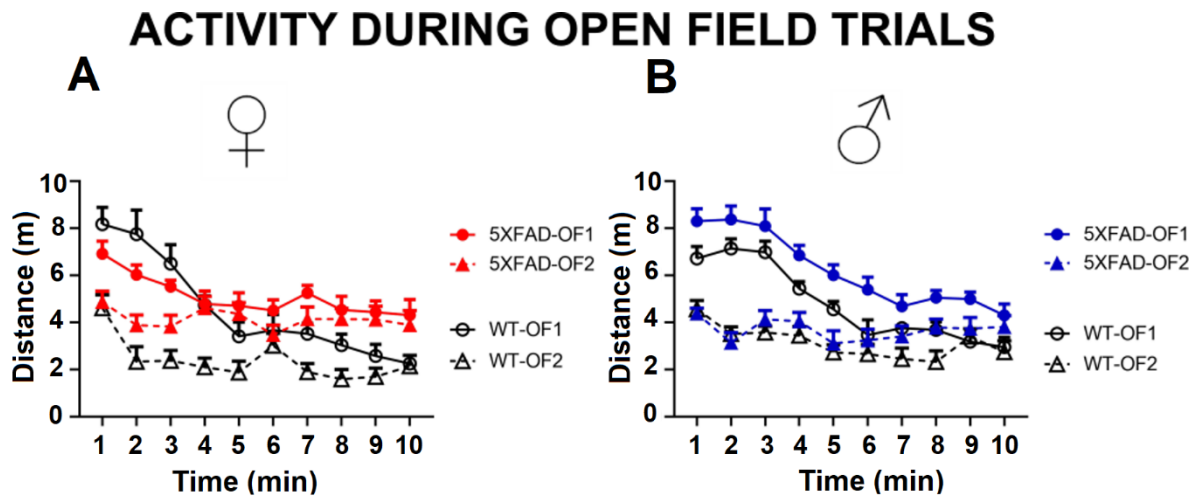 ACTIVITY DURING OPEN FIELD TRIALS
A
10
8
6
4
2
0
Distance (m)
1 2 3 4 5 6 7 8 9 10
Time (min)
5XFAD-OF1
5XFAD-OF2
WT-OF1
WT-OF2
B
10
8
6
4
2
0
Distance (m)
1 2 3 4 5 6 7 8 9 10
Time (min)
5XFAD-OF1
5XFAD-OF2
WT-OF1
WT-OF2